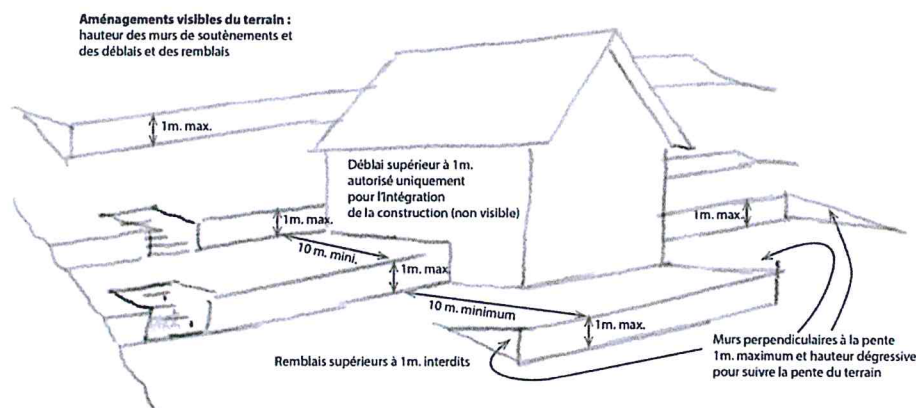 Aménagements visibles du terrain :
hauteur des murs de soutènements et
des déblais et des remblais
1m. max.
Déblai supérieur à 1m.
autorisé uniquement
pour l'intégration
de la construction (non visible)
1m. max.
1m. max.
10 m. mini.
1m. max
10 m. minimum
1m. max.
Remblais supérieurs à 1m. interdits
Murs perpendiculaires à la pente
1m. maximum et hauteur dégressive
pour suivre la pente du terrain